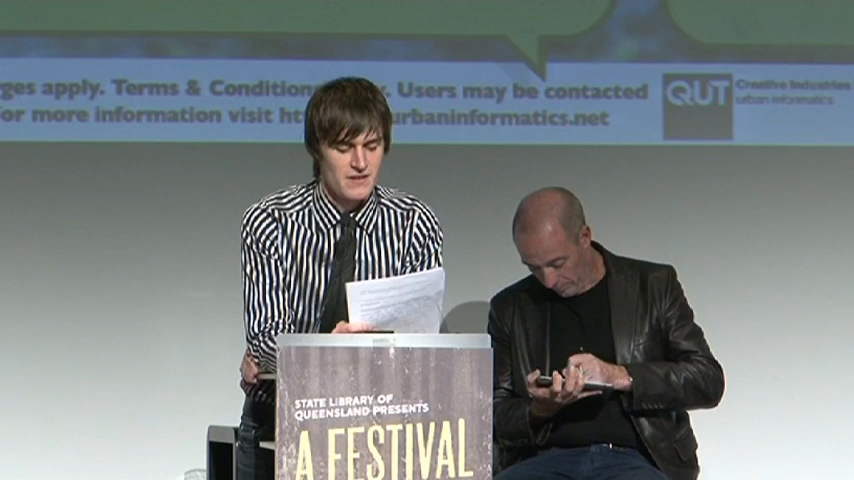 rges apply. Terms & Condition y. Users may be contacted
For more information visit ht urbaninformatics.net
QUT
Creative Industries
urban informatics
STATE LIBRARY OF
QUEENSLAND PRESENTS
A FESTIVAL